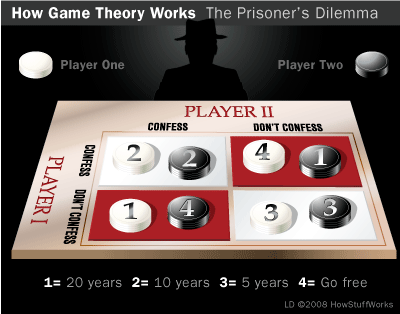 How Game Theory Works The Prisoner's Dilemma
Player One
Player Two
PLAYER II
CONFESS
DON'T CONFESS
PLAYER I
CONFESS
DON'T CONFESS
2 2 4 1
1 4 3 3
1= 20 years 2= 10 years 3= 5 years 4= Go free
LD ©2008 HowStuffWorks